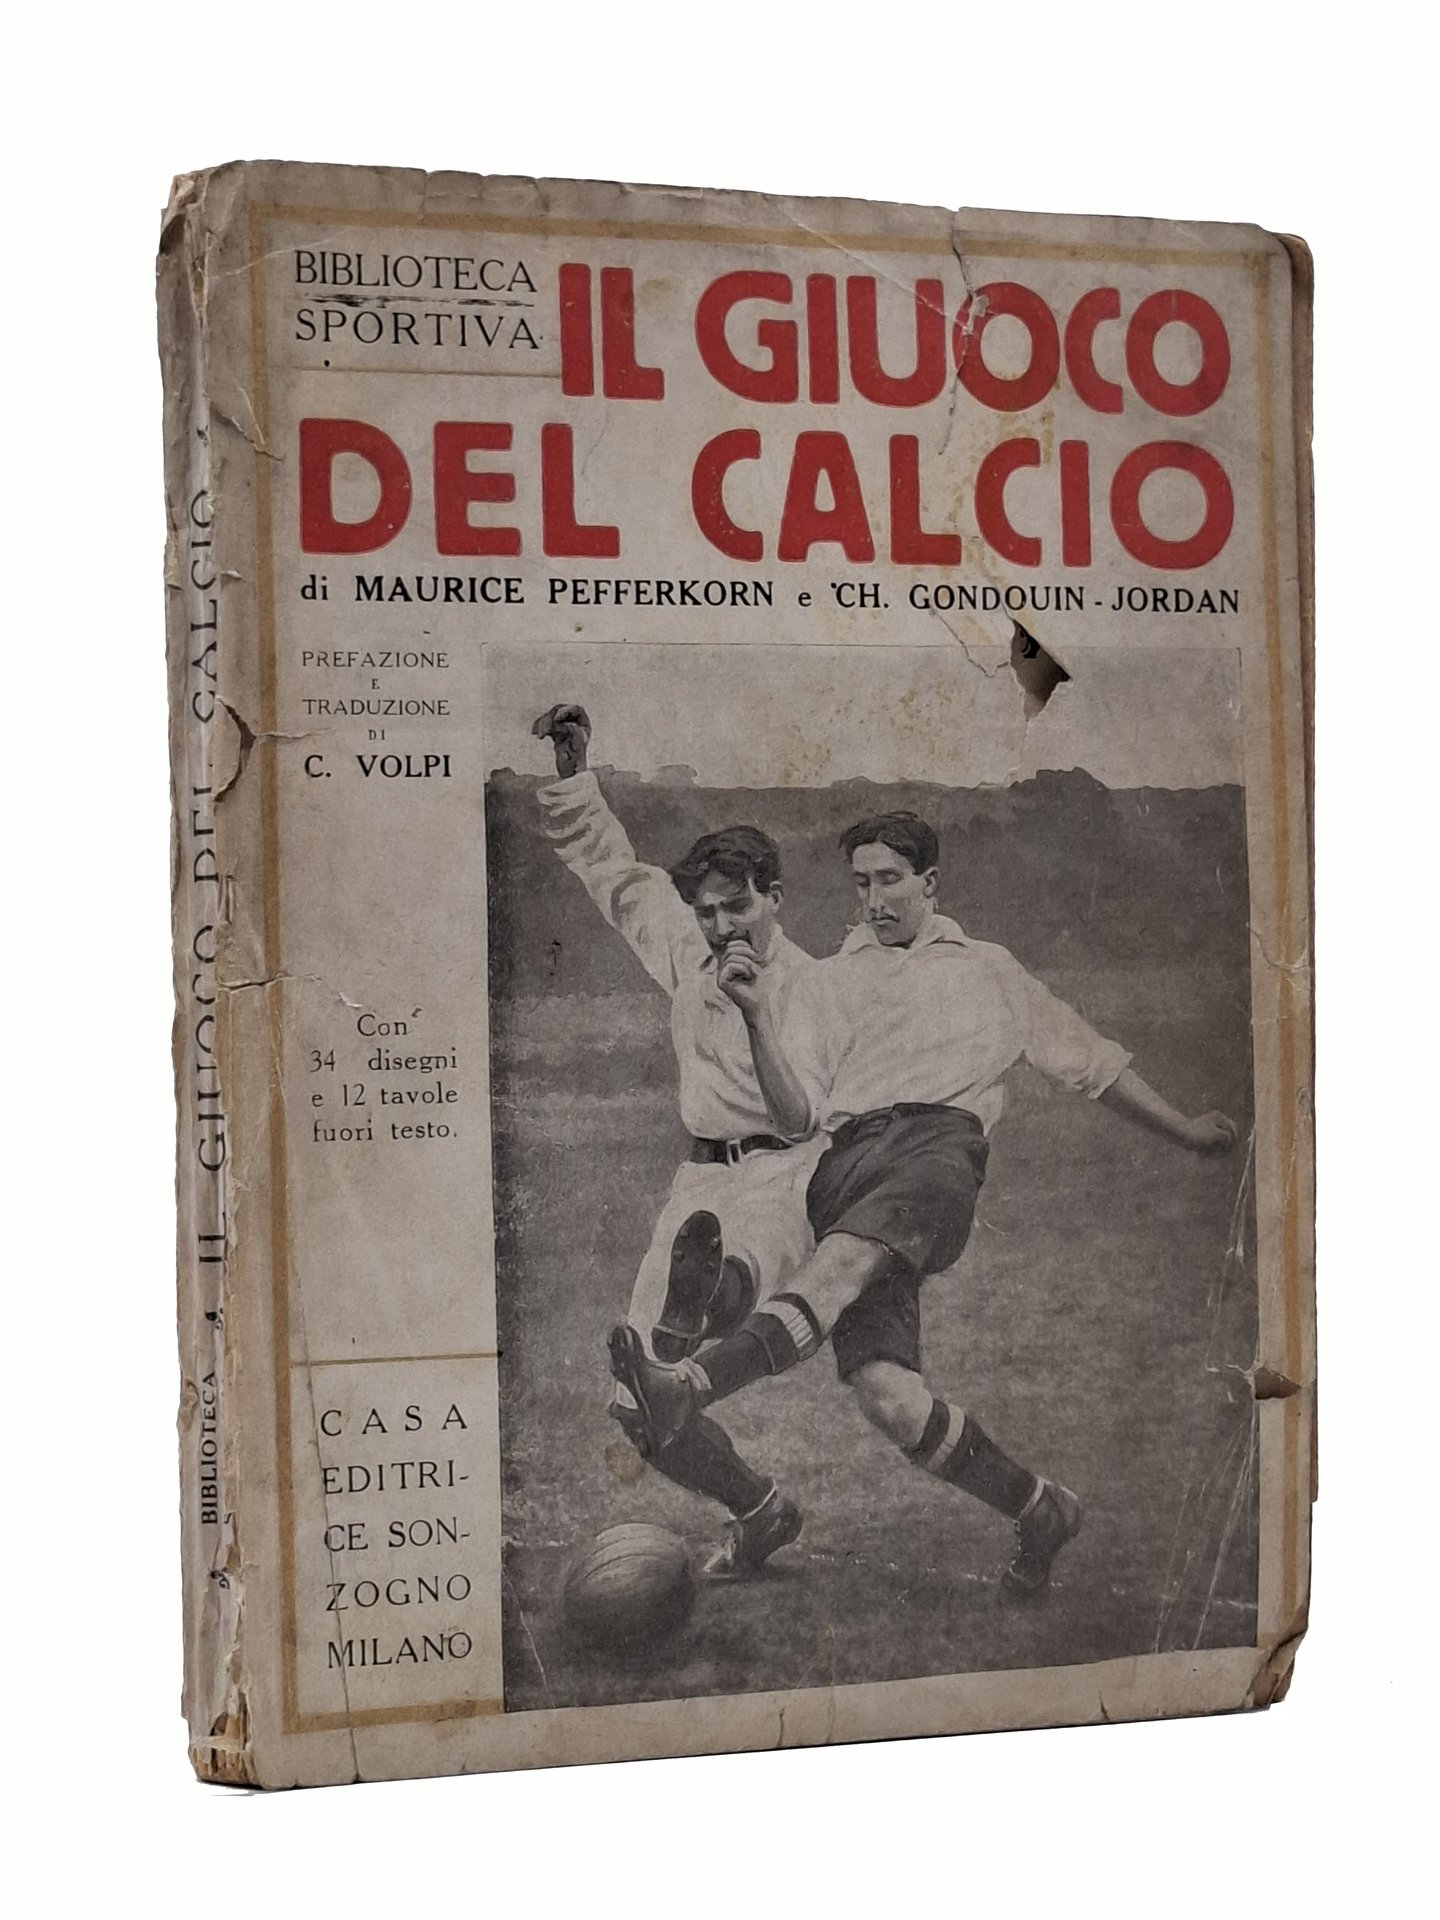 BIBLIOTECA
SPORTIVA
IL GIUOCO
DEL CALCIO
di MAURICE PEFFERKORN e CH. GONDOUIN - JORDAN
PREFAZIONE
E
TRADUZIONE
DI
C. VOLPI
Con
34 disegni
e 12 tavole
fuori testo.
CASA
EDITRI-
CE SON-
ZOGNO
MILANO
BIBLIOTECA
IL GIUOCO DEL CALCIO